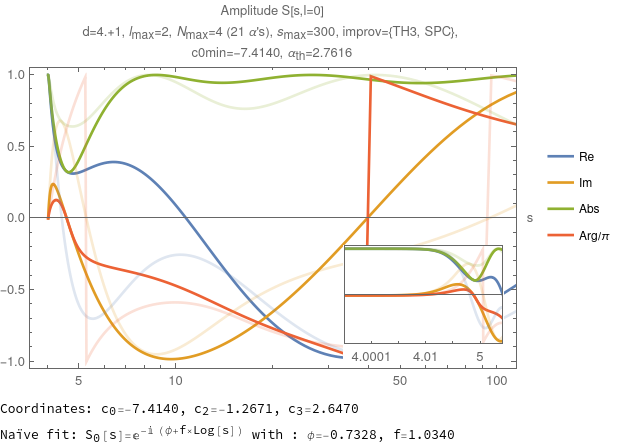 Amplitude S[s,l=0]
d=4.+1, lmax=2, Nmax=4 (21 α's), smax=300, improv={TH3, SPC},
c0min=-7.4140, αth=2.7616
1.0
0.5
0.0
-0.5
-1.0
5
10
50
100
s
Re
Im
Abs
Arg/π
4.0001
4.01
5
Coordinates: c0=-7.4140, c2=-1.2671, c3=2.6470
Naïve fit: S0[s]=e^-i (ϕ+f×Log[s]) with : ϕ=-0.7328, f=1.0340